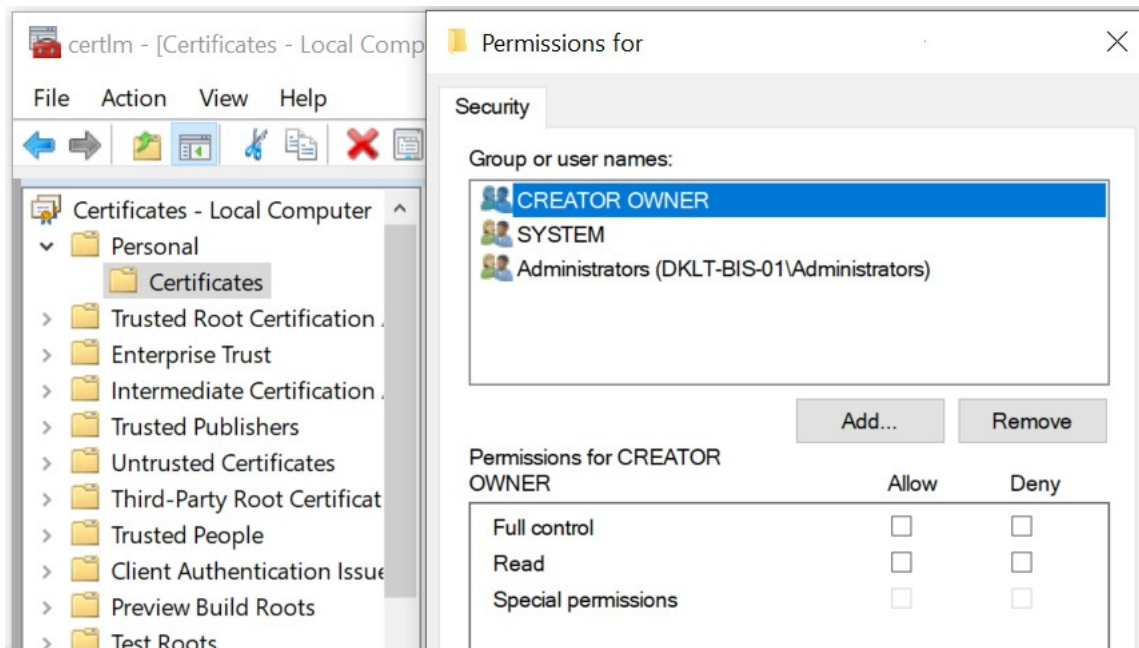 certlm - [Certificates - Local Comp
File Action View Help
Certificates - Local Computer
Personal
Certificates
Trusted Root Certification
Enterprise Trust
Intermediate Certification
Trusted Publishers
Untrusted Certificates
Third-Party Root Certificat
Trusted People
Client Authentication Issue
Preview Build Roots
Test Roots
Permissions for
Security
Group or user names:
CREATOR OWNER
SYSTEM
Administrators (DKLT-BIS-01\Administrators)
Add... Remove
Permissions for CREATOR
OWNER Allow Deny
Full control
Read
Special permissions